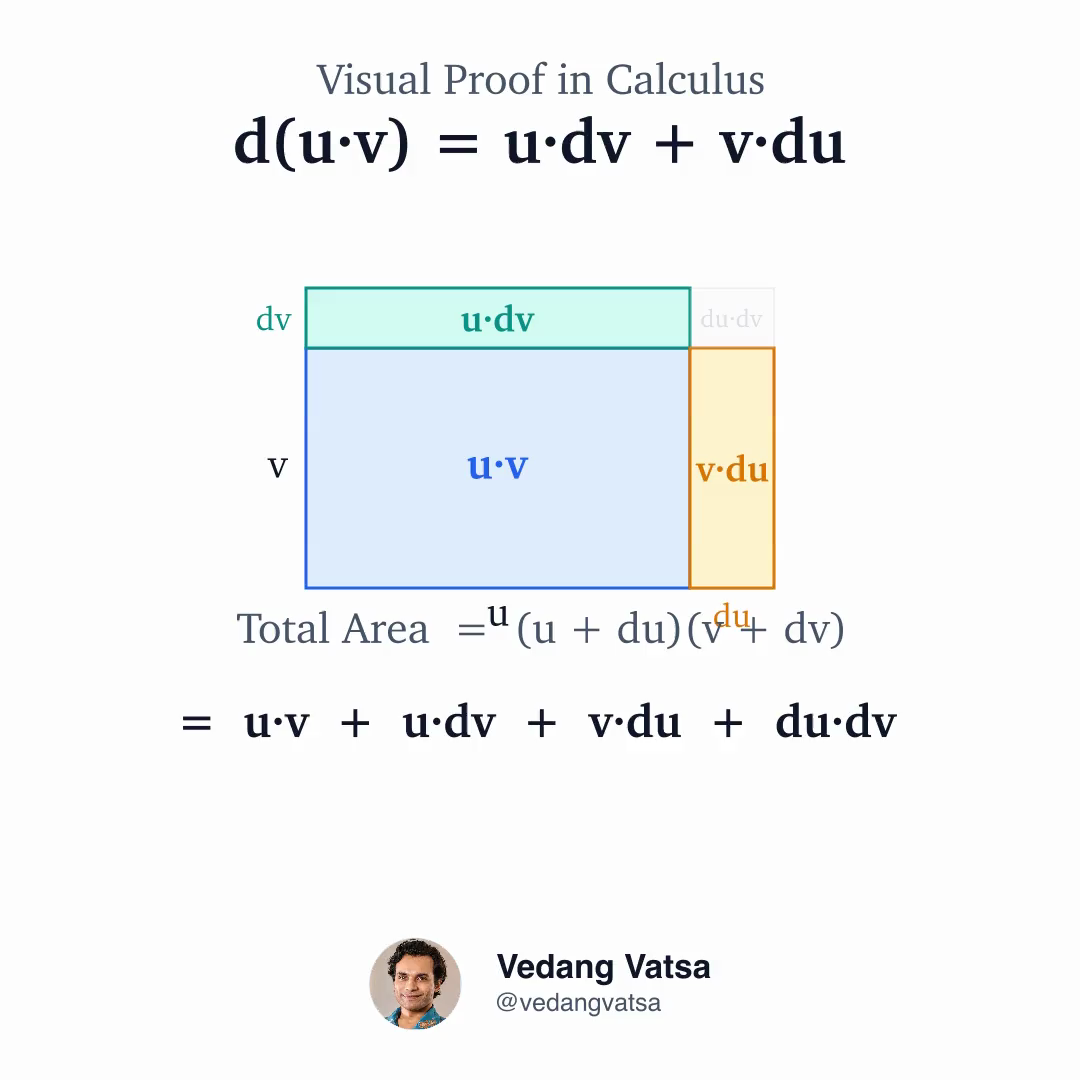 Visual Proof in Calculus
d(u·v) = u·dv + v·du
dv
u·dv
du·dv
v
u·v
v·du
u
du
Total Area = (u + du)(v + dv)
= u·v + u·dv + v·du + du·dv
Vedang Vatsa
@vedangvatsa